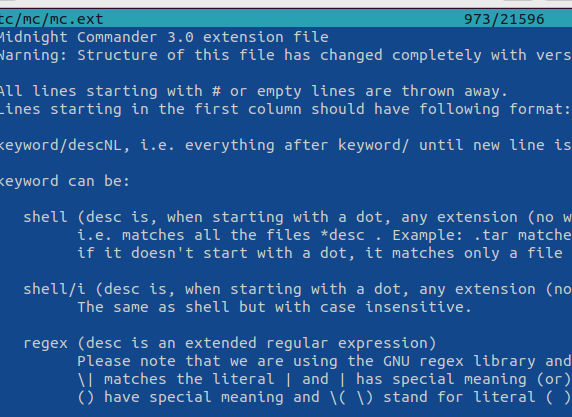 tc/mc/mc.ext 973/21596
Midnight Commander 3.0 extension file
Warning: Structure of this file has changed completely with vers
All lines starting with # or empty lines are thrown away.
Lines starting in the first column should have following format:
keyword/descNL, i.e. everything after keyword/ until new line is
keyword can be:
shell (desc is, when starting with a dot, any extension (no w
i.e. matches all the files *desc . Example: .tar matche
if it doesn't start with a dot, it matches only a file
shell/i (desc is, when starting with a dot, any extension (no
The same as shell but with case insensitive.
regex (desc is an extended regular expression)
Please note that we are using the GNU regex library and
\| matches the literal | and | has special meaning (or)
() have special meaning and \( \) stand for literal ( )